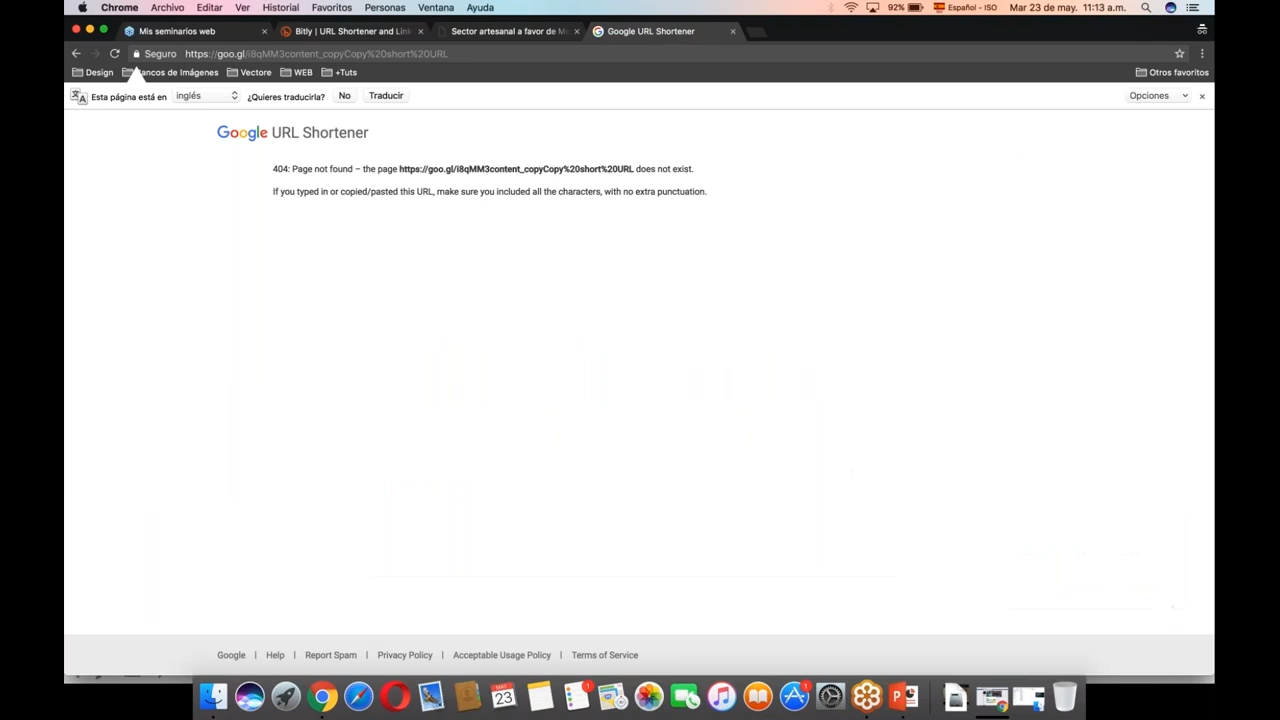 Chrome Archivo Editar Ver Historial Favoritos Personas Ventana Ayuda 92% Español - ISO Mar 23 de may. 11:13 a.m.
Mis seminarios web Bitly | URL Shortener and Lin Sector artesanal a favor de M Google URL Shortener
Seguro https://goo.gl/i8qMM3content_copyCopy%20short%20URL
Design ancos de Imágenes Vectore WEB +Tuts Otros favoritos
Esta página está en inglés ¿Quieres traducirla? No Traducir Opciones
Google URL Shortener
404: Page not found – the page https://goo.gl/i8qMM3content_copyCopy%20short%20URL does not exist.
If you typed in or copied/pasted this URL, make sure you included all the characters, with no extra punctuation.
Google | Help | Report Spam | Privacy Policy | Acceptable Usage Policy | Terms of Service
23 1 1